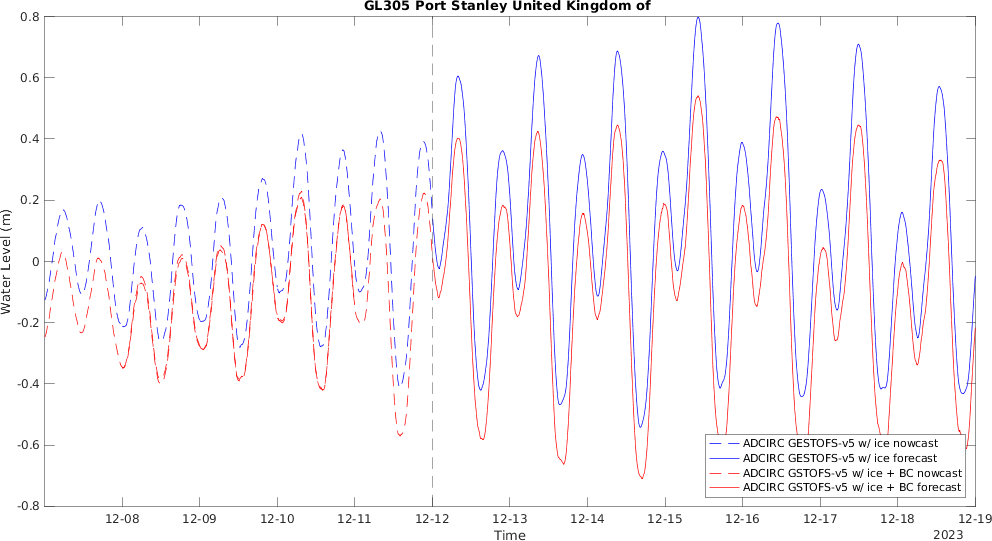 GL305 Port Stanley United Kingdom of
0.8
0.6
0.4
0.2
0
-0.2
-0.4
-0.6
-0.8
Water Level (m)
ADCIRC GESTOFS-v5 w/ ice nowcast
ADCIRC GESTOFS-v5 w/ ice forecast
ADCIRC GSTOFS-v5 w/ ice + BC nowcast
ADCIRC GSTOFS-v5 w/ ice + BC forecast
12-08 12-09 12-10 12-11 12-12 12-13 12-14 12-15 12-16 12-17 12-18 12-19
Time
2023